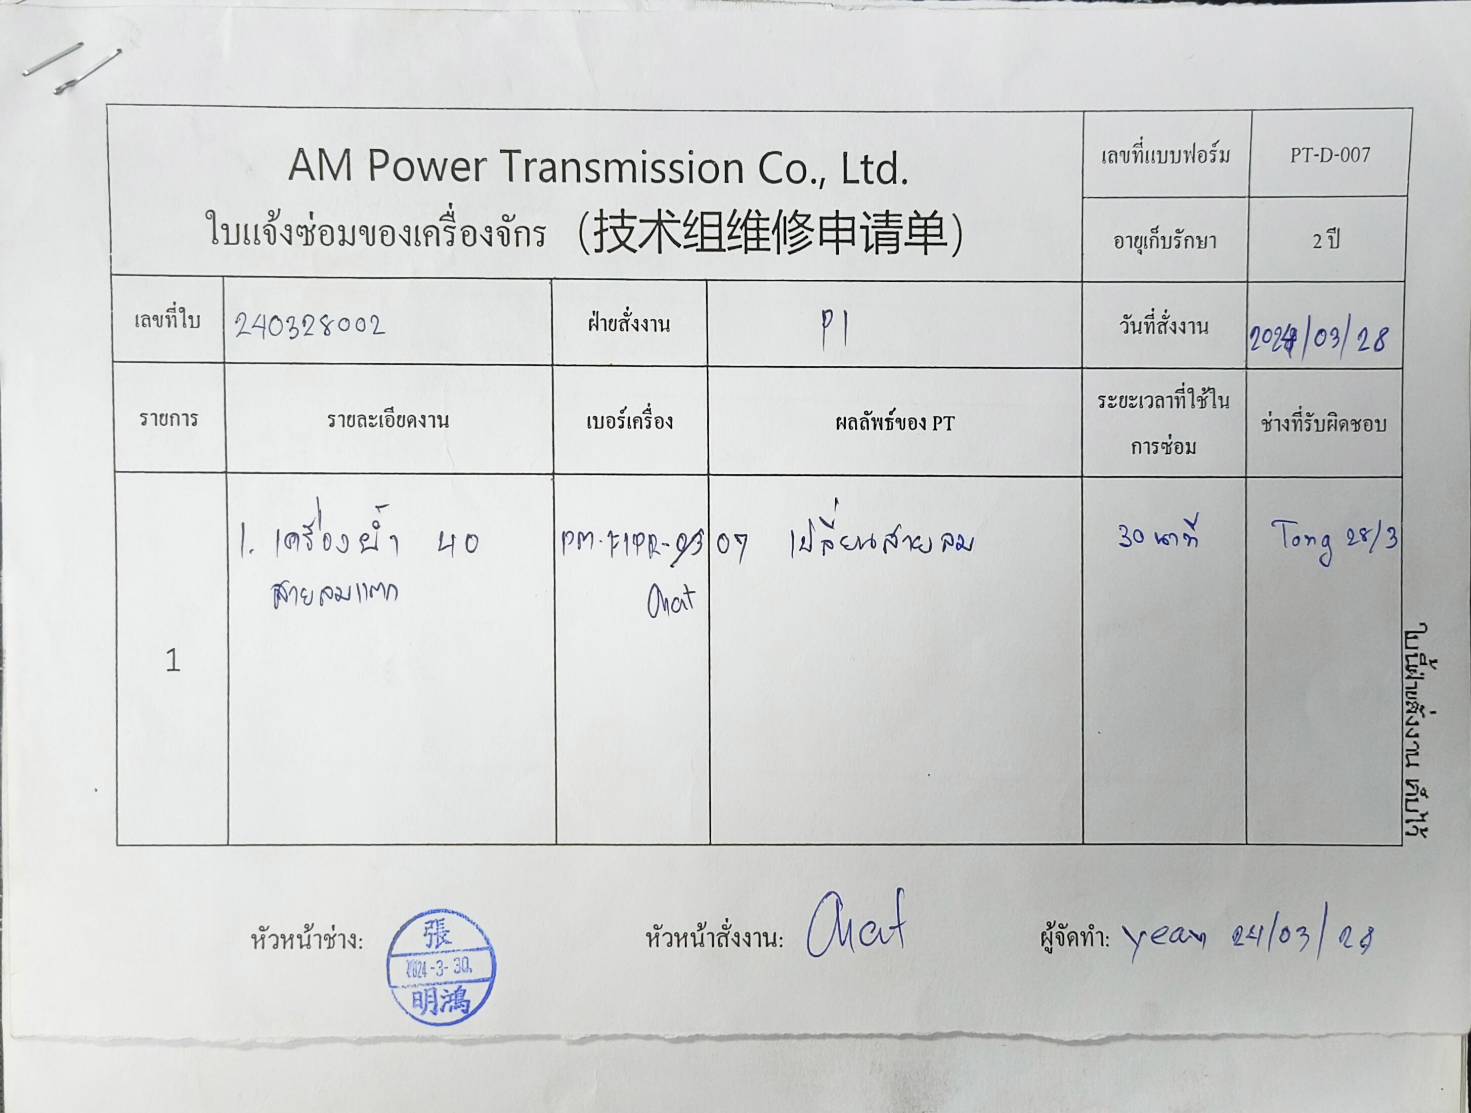 AM Power Transmission Co., Ltd.
ใบแจ้งซ่อมของเครื่องจักร (技术组维修申请单)
เลขที่แบบฟอร์ม PT-D-007
อายุเก็บรักษา 2 ปี
เลขที่ใบ 240328002 ฝ่ายสั่งงาน P1 วันที่สั่งงาน 2024/03/28
รายการ รายละเอียดงาน เบอร์เครื่อง ผลลัพธ์ของ PT ระยะเวลาที่ใช้ใน ช่างที่รับผิดชอบ
การซ่อม
1. เครื่องย้ำ 40 07 เปลี่ยนสายลม 30 นาที Tong 28/3
สายลมแตก
1
ใบนี้ฝ่ายสั่งงาน เก็บไว้
หัวหน้าช่าง: 張 หัวหน้าสั่งงาน: ผู้จัดทำ: yean 24/03/28
2024-3-30.
明鴻